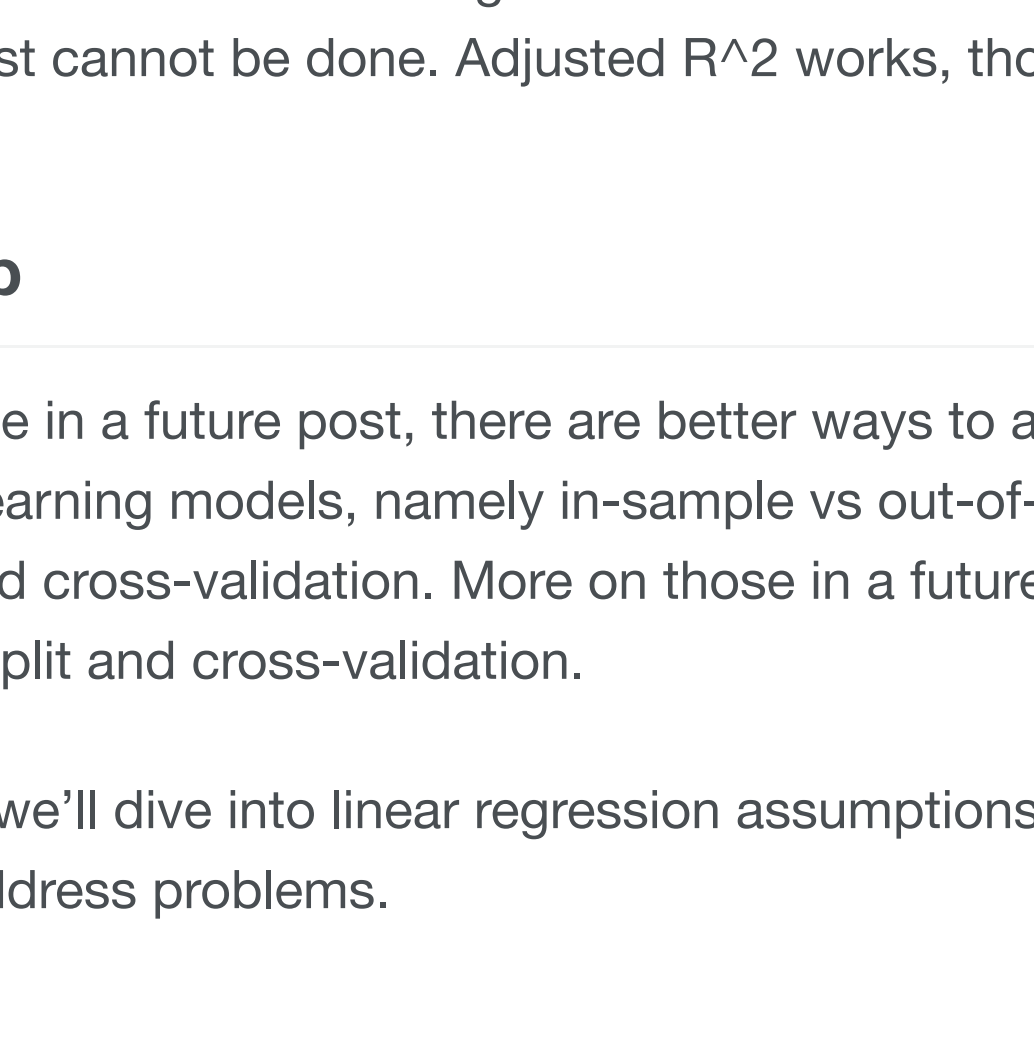 st cannot be done. Adjusted R^2 works, tho
p
e in a future post, there are better ways to a
earning models, namely in-sample vs out-of-
d cross-validation. More on those in a future
plit and cross-validation.
we’ll dive into linear regression assumptions
ddress problems.